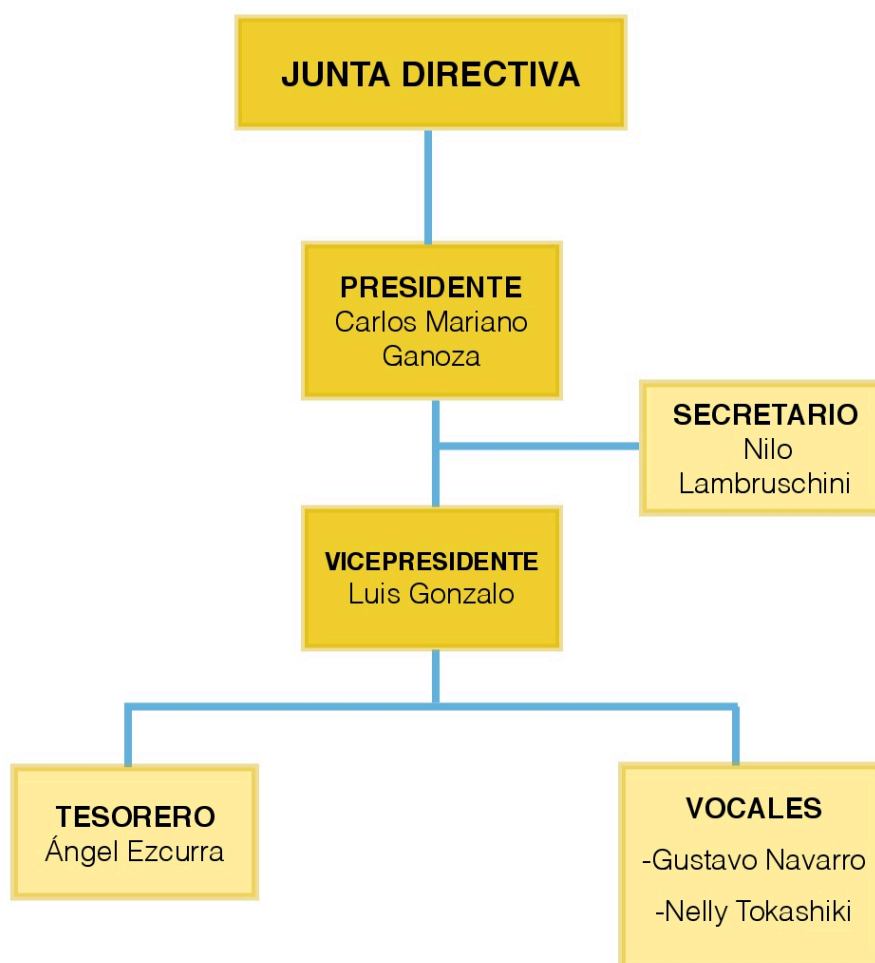 JUNTA DIRECTIVA
PRESIDENTE
Carlos Mariano
Ganoza
SECRETARIO
Nilo
Lambruschini
VICEPRESIDENTE
Luis Gonzalo
TESORERO
Ángel Ezcurra
VOCALES
-Gustavo Navarro
-Nelly Tokashiki